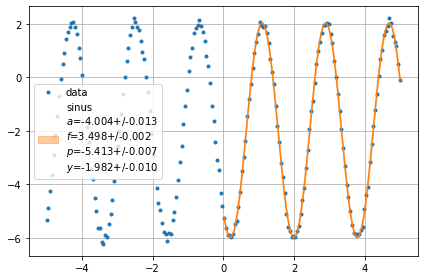 2
0
−2
−4
−6
data
sinus
a=-4.004+/-0.013
f=3.498+/-0.002
p=-5.413+/-0.007
y=-1.982+/-0.010
−4
−2
0
2
4